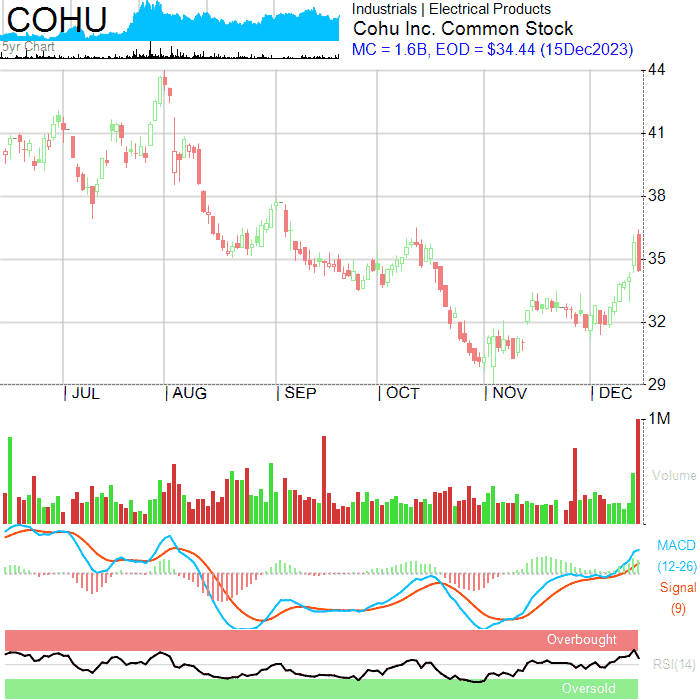 COHU
5yr Chart
Industrials | Electrical Products
Cohu Inc. Common Stock
MC = 1.6B, EOD = $34.44 (15Dec2023)
44
41
38
35
32
29
| JUL | AUG | SEP | OCT | NOV | DEC
1M
Volume
MACD
(12-26)
Signal
(9)
Overbought
RSI(14)
Oversold